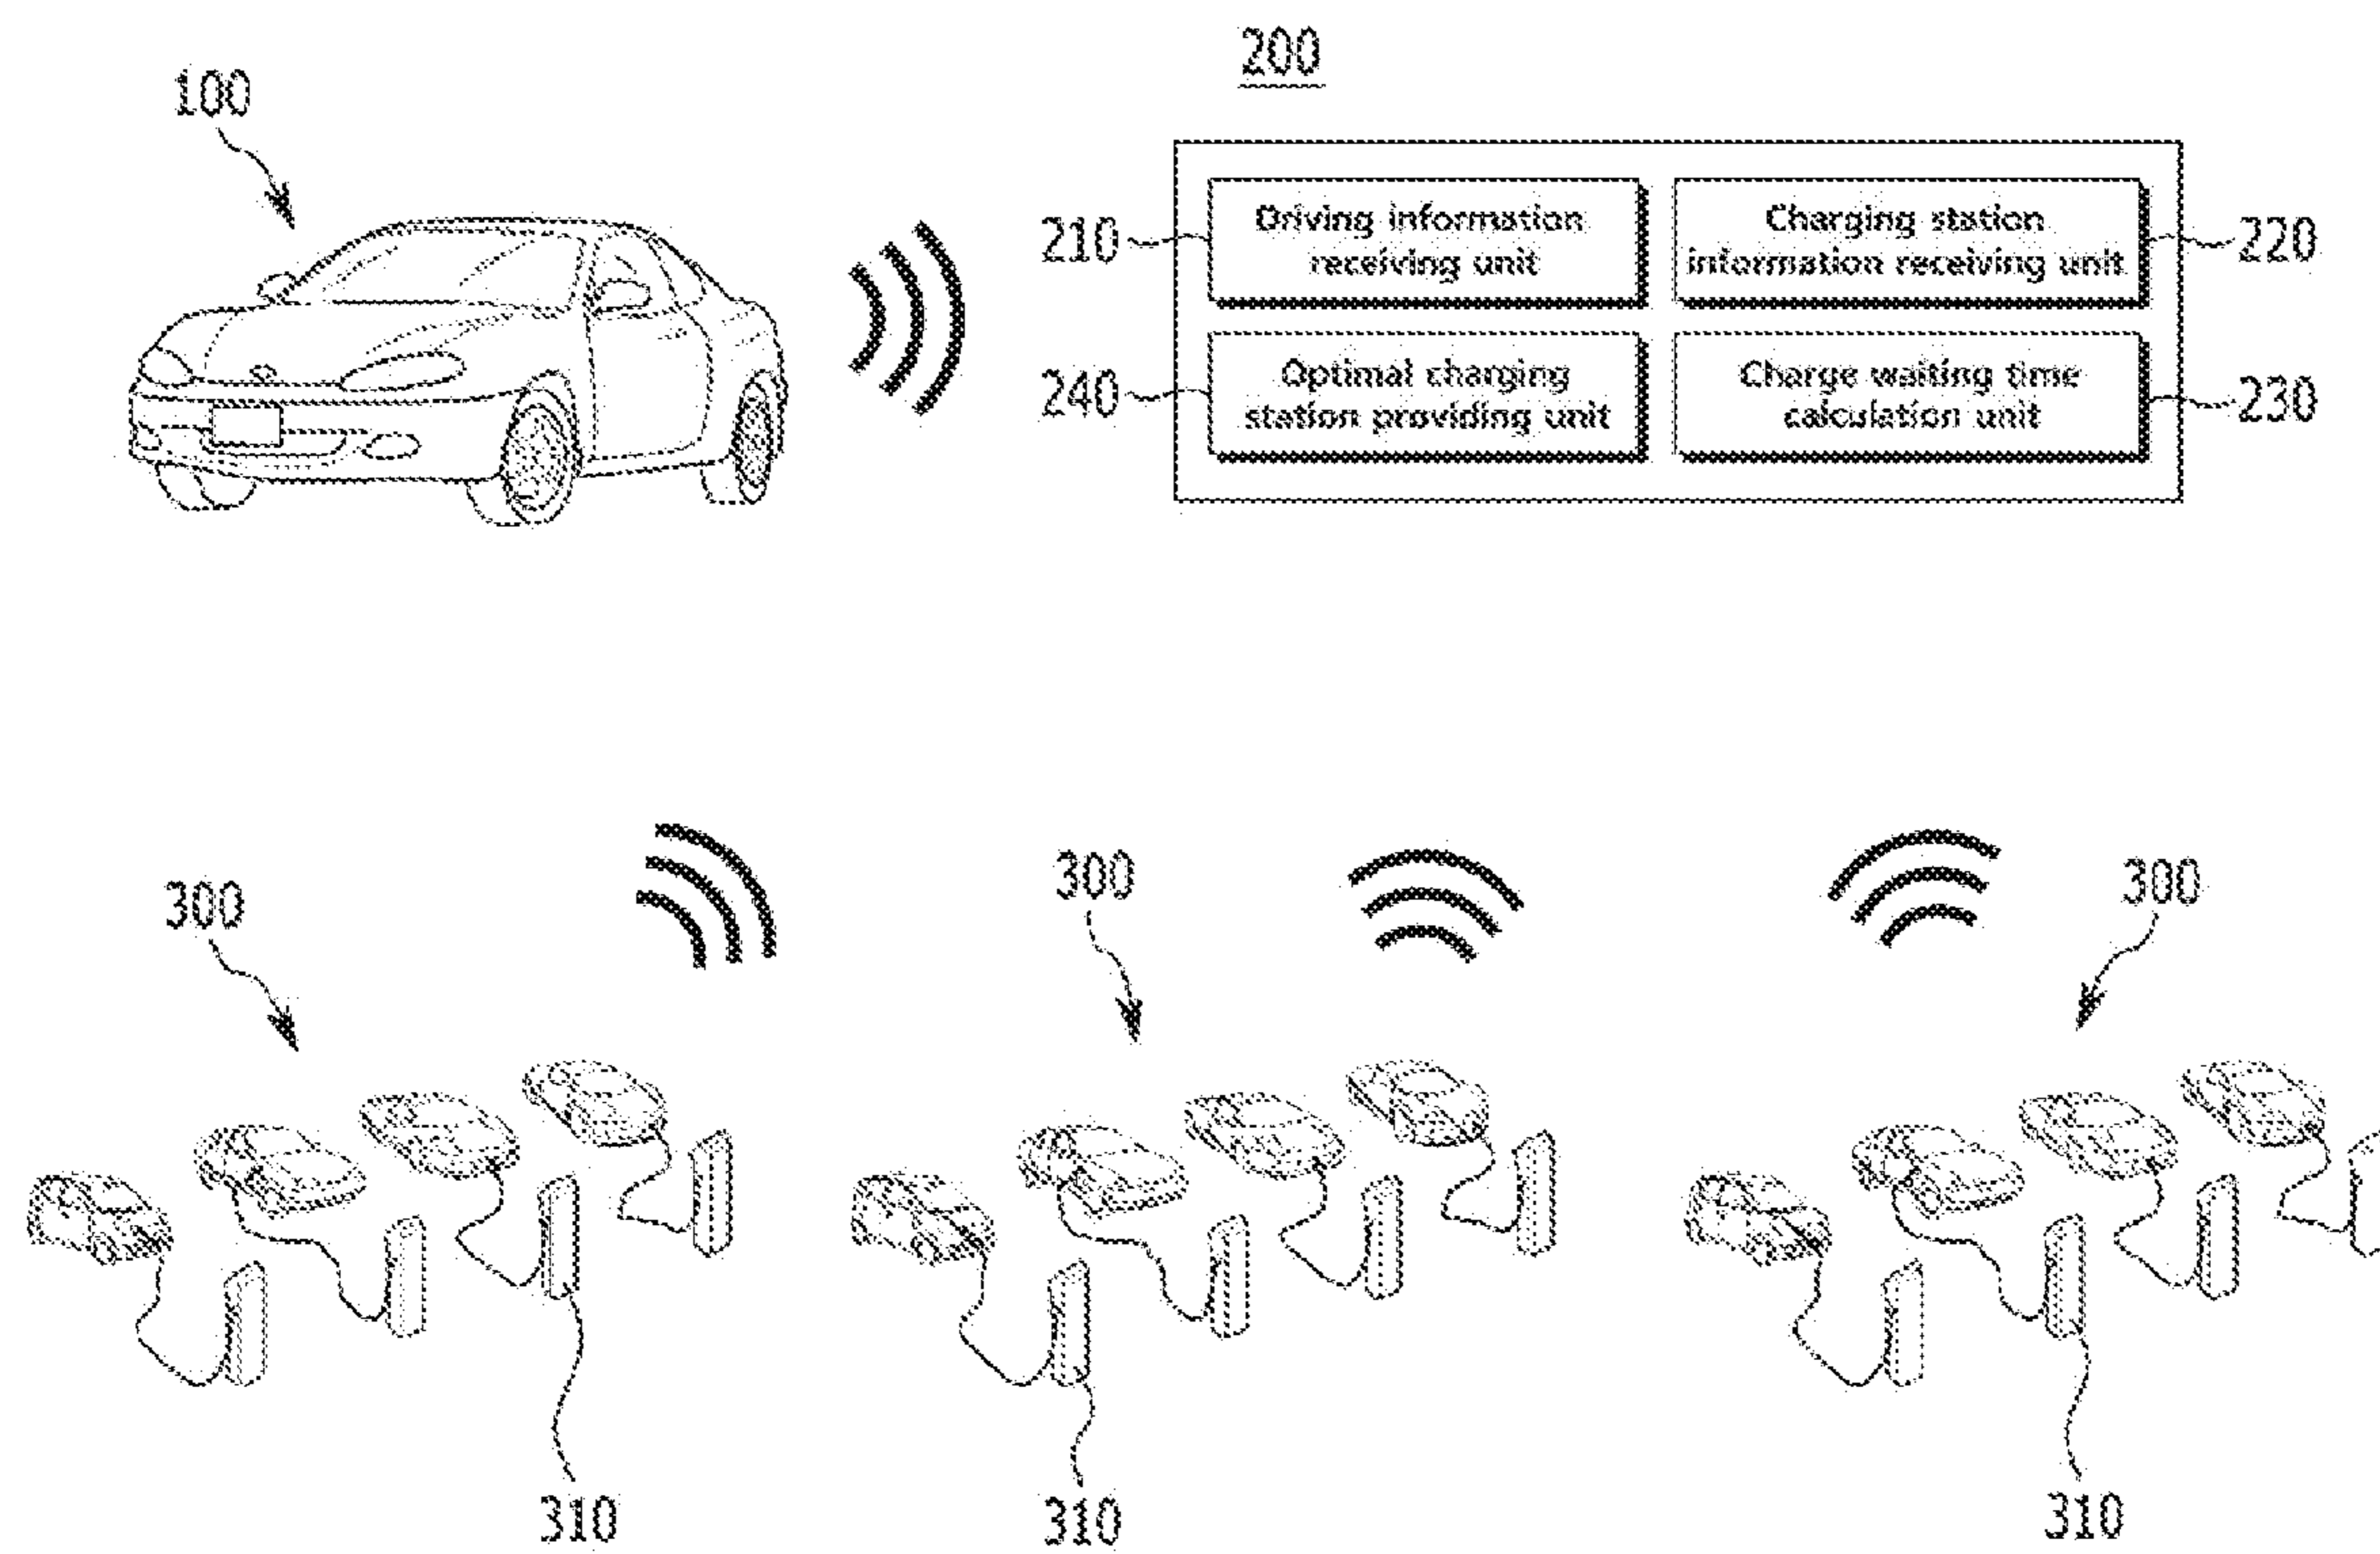 200
100
210
Driving information
receiving unit
Charging station
information receiving unit
220
240
Optimal charging
station providing unit
Charge waiting time
calculation unit
230
300
300
300
310
310
310